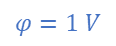 φ = 1 V